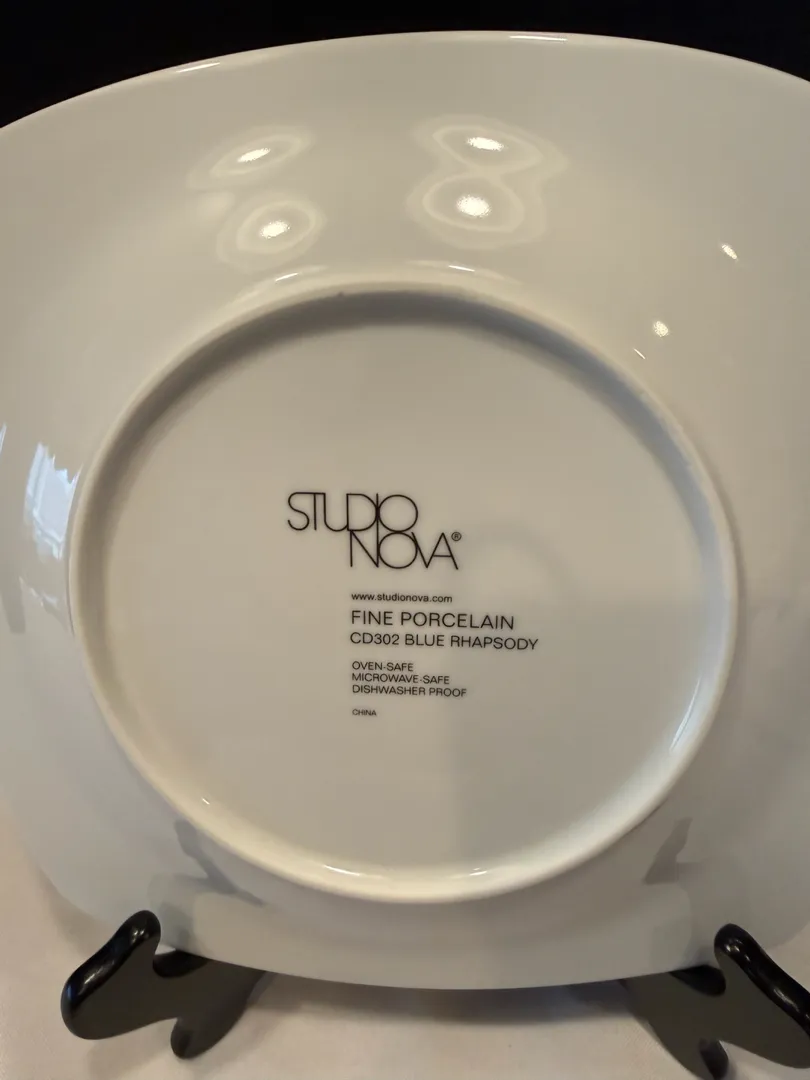 STUDIO
NOVA®
www.studionova.com
FINE PORCELAIN
CD302 BLUE RHAPSODY
OVEN-SAFE
MICROWAVE-SAFE
DISHWASHER PROOF
CHINA